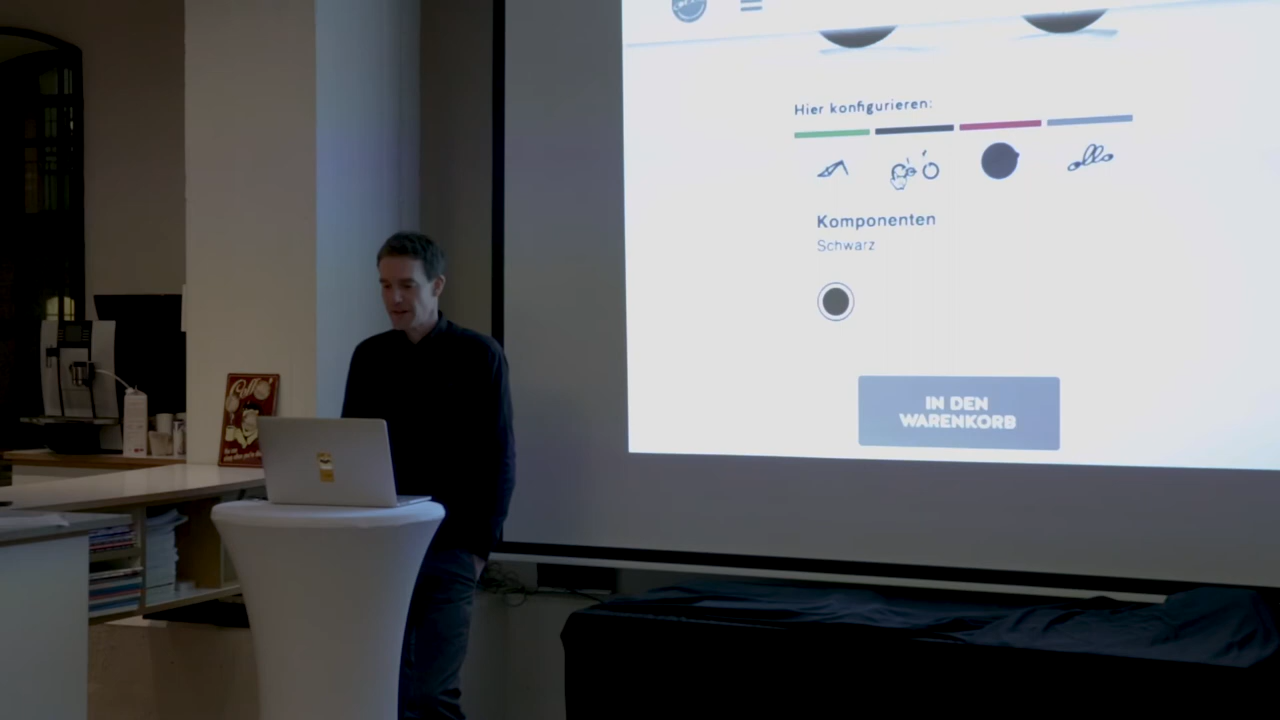 Hier konfigurieren:
Komponenten
Schwarz
IN DEN
WARENKORB